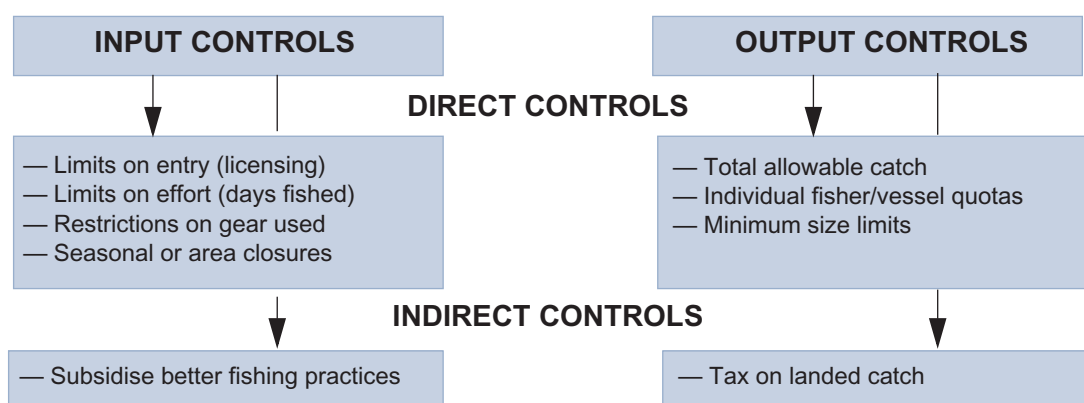 INPUT CONTROLS
OUTPUT CONTROLS
DIRECT CONTROLS
— Limits on entry (licensing)
— Limits on effort (days fished)
— Restrictions on gear used
— Seasonal or area closures
— Total allowable catch
— Individual fisher/vessel quotas
— Minimum size limits
INDIRECT CONTROLS
— Subsidise better fishing practices
— Tax on landed catch